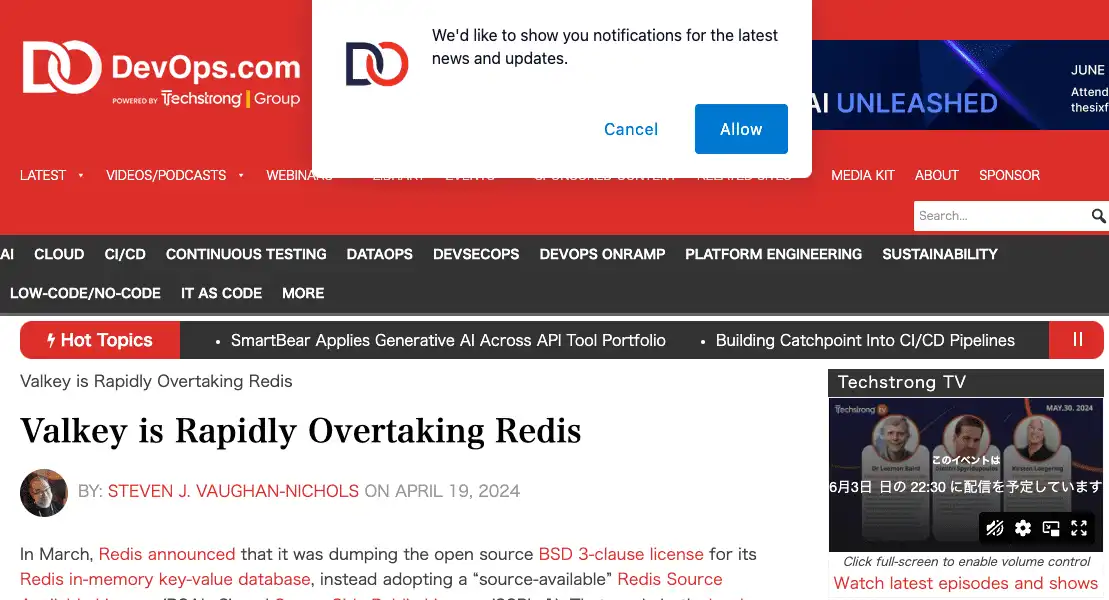 We'd like to show you notifications for the latest
news and updates.
Cancel
Allow
DevOps.com
POWERED BY Techstrong Group
AI UNLEASHED
JUNE
Attend
thesixf
LATEST
VIDEOS/PODCASTS
WEBINARS
LIBRARY
EVENTS
SPONSORED CONTENT
RELATED SITES
MEDIA KIT
ABOUT
SPONSOR
Search...
AI CLOUD CI/CD CONTINUOUS TESTING DATAOPS DEVSECOPS DEVOPS ONRAMP PLATFORM ENGINEERING SUSTAINABILITY
LOW-CODE/NO-CODE IT AS CODE MORE
Hot Topics
• SmartBear Applies Generative AI Across API Tool Portfolio • Building Catchpoint Into CI/CD Pipelines
Valkey is Rapidly Overtaking Redis
Valkey is Rapidly Overtaking Redis
BY: STEVEN J. VAUGHAN-NICHOLS ON APRIL 19, 2024
In March, Redis announced that it was dumping the open source BSD 3-clause license for its
Redis in-memory key-value database, instead adopting a “source-available” Redis Source
Techstrong TV
Techstrong tv
MAY.30. 2024
このイベントは
6月3日 日の 22:30 に配信を予定しています
Click full-screen to enable volume control
Watch latest episodes and shows